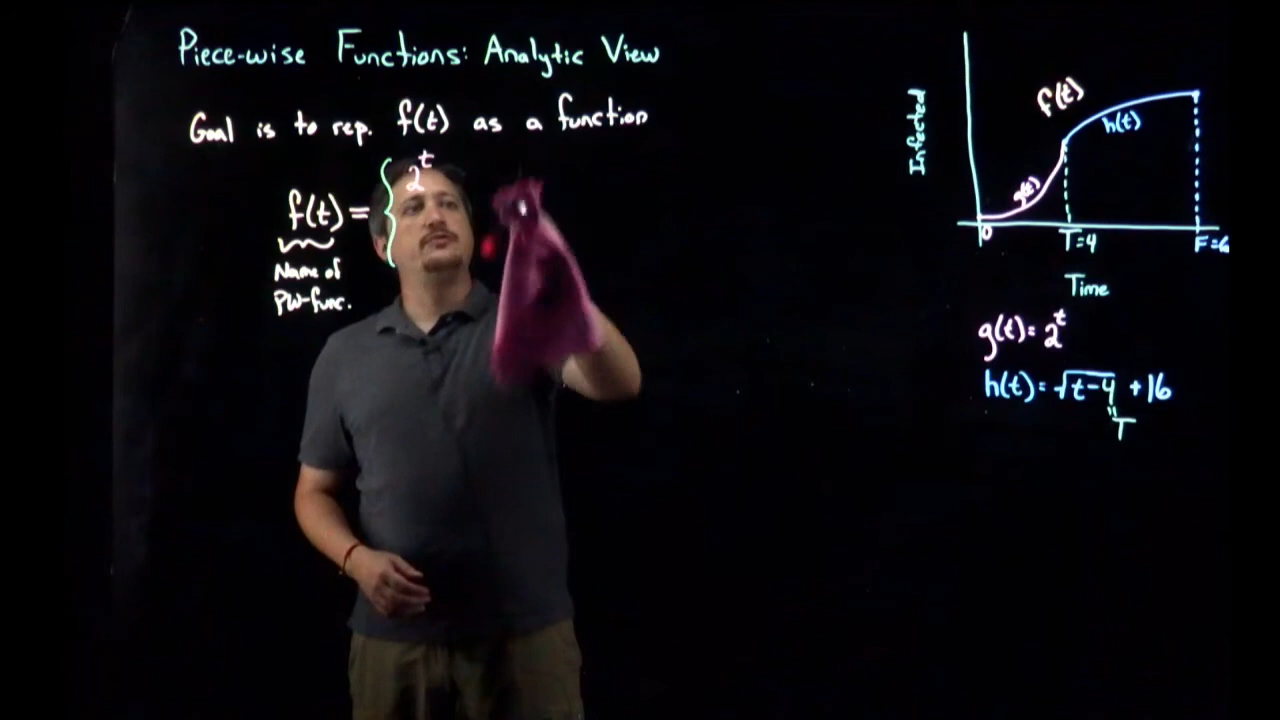 Piece-wise Functions: Analytic View
Goal is to rep. f(t) as a function
f(t) = { 2^t
Name of
PW-func.
Infected
f(t)
h(t)
g(t)
0
T=4
F=6
Time
g(t) = 2^t
h(t) = √t-4 + 16
"
T